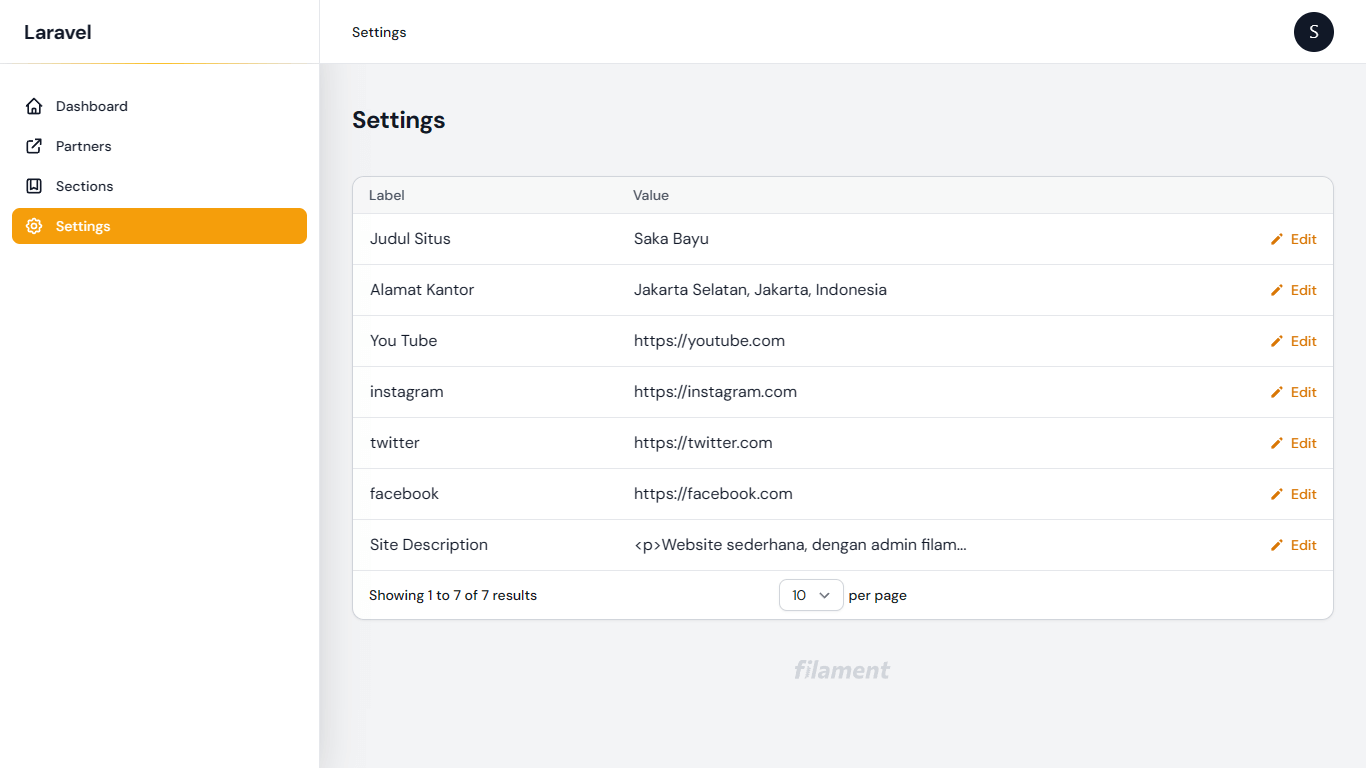 Laravel
Settings
S
Dashboard
Partners
Sections
Settings
Settings
Label Value
Judul Situs Saka Bayu Edit
Alamat Kantor Jakarta Selatan, Jakarta, Indonesia Edit
You Tube https://youtube.com Edit
instagram https://instagram.com Edit
twitter https://twitter.com Edit
facebook https://facebook.com Edit
Site Description <p>Website sederhana, dengan admin filam... Edit
Showing 1 to 7 of 7 results 10 per page
filament